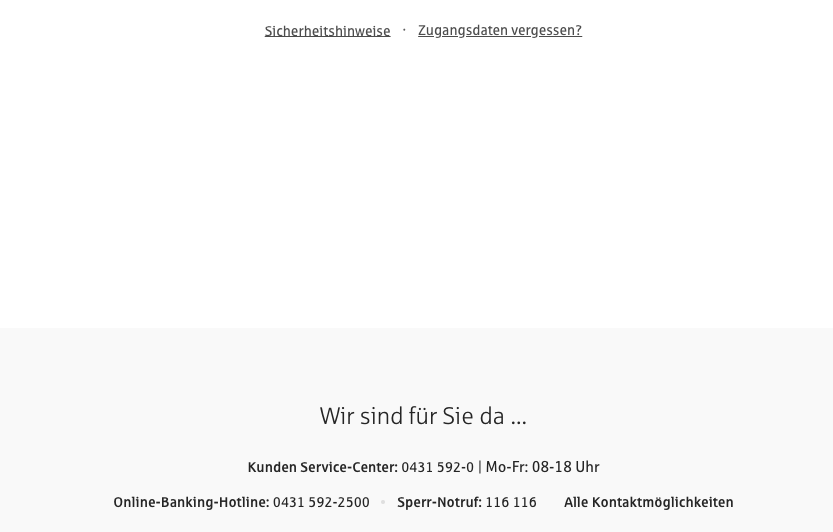 Sicherheitshinweise · Zugangsdaten vergessen?
Wir sind für Sie da ...
Kunden Service-Center: 0431 592-0 | Mo-Fr: 08-18 Uhr
Online-Banking-Hotline: 0431 592-2500 • Sperr-Notruf: 116 116 Alle Kontaktmöglichkeiten